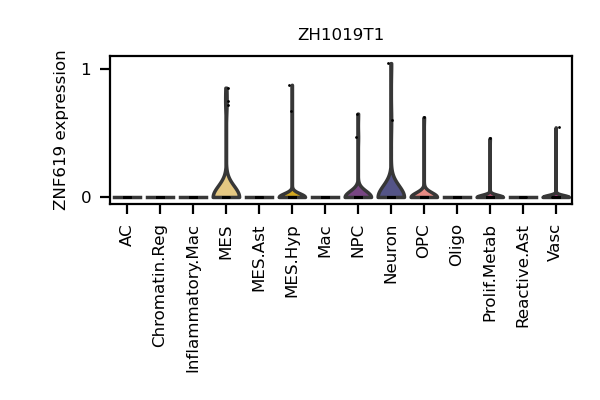 ZH1019T1
ZNF619 expression
1
0
AC
Chromatin.Reg
Inflammatory.Mac
MES
MES.Ast
MES.Hyp
Mac
NPC
Neuron
OPC
Oligo
Prolif.Metab
Reactive.Ast
Vasc